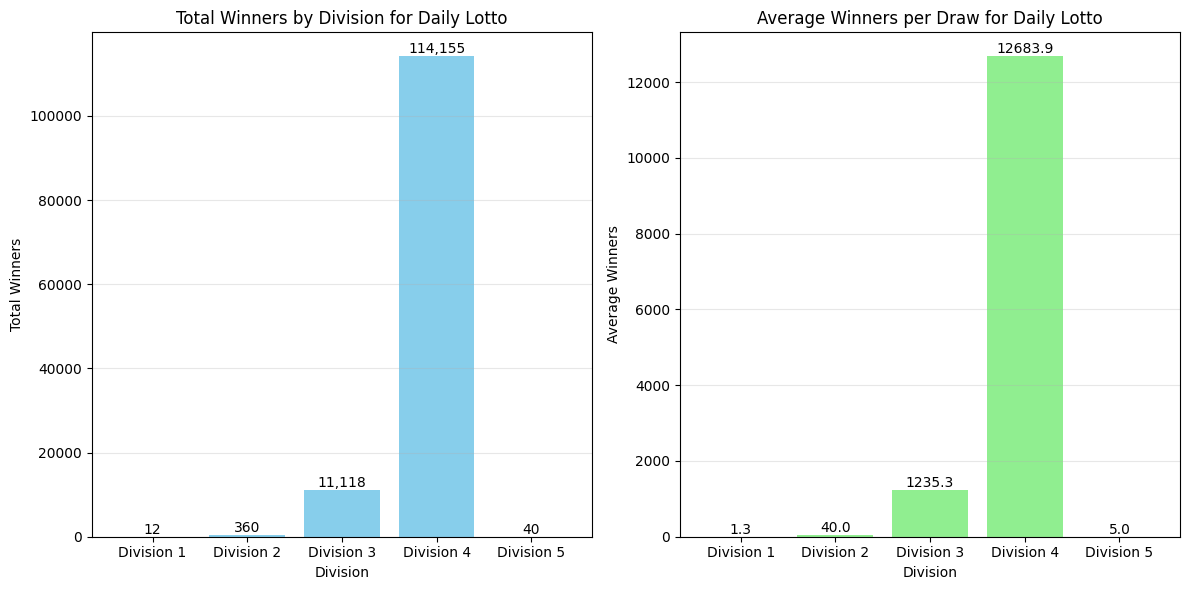 Total Winners by Division for Daily Lotto
Total Winners
100000
80000
60000
40000
20000
0
12
360
11,118
114,155
40
Division 1
Division 2
Division 3
Division 4
Division 5
Division
Average Winners per Draw for Daily Lotto
Average Winners
12000
10000
8000
6000
4000
2000
0
1.3
40.0
1235.3
12683.9
5.0
Division 1
Division 2
Division 3
Division 4
Division 5
Division